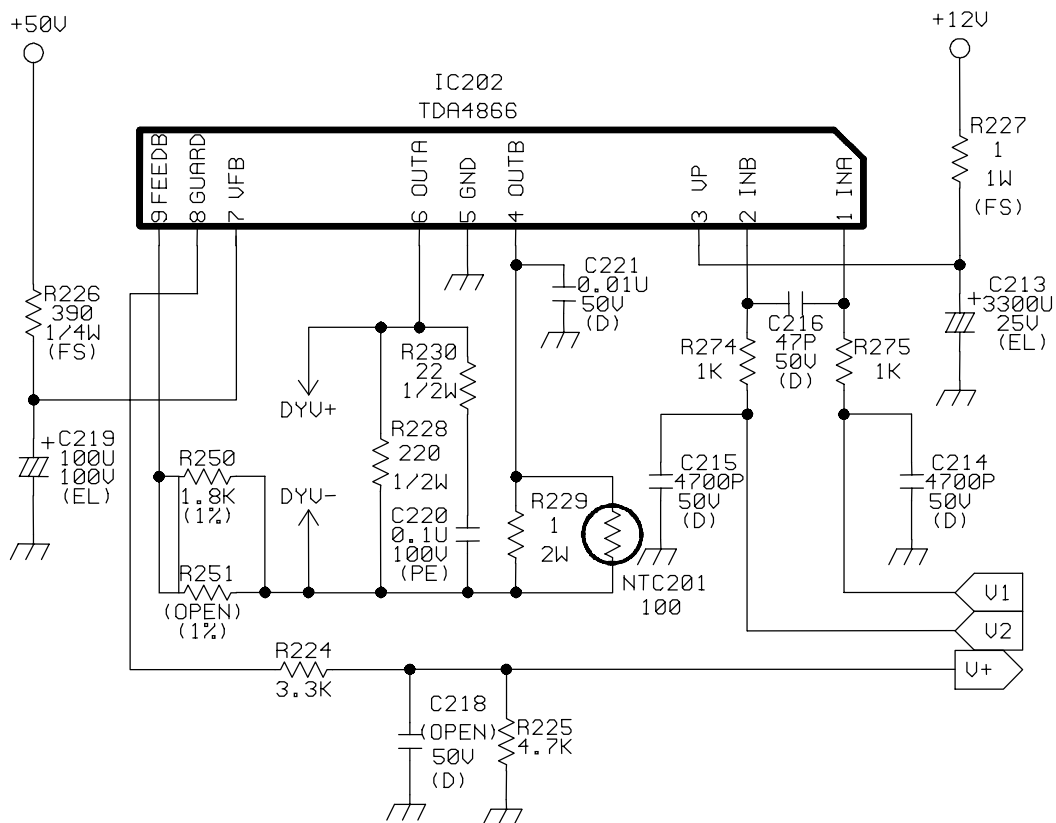 +50V
+12V
IC202
TDA4866
9 FEEDB
8 GUARD
7 VFB
6 OUTA
5 GND
4 OUTB
3 VP
2 INB
1 INA
R227
1
1W
(FS)
R226
390
1/4W
(FS)
C221
0.01U
50V
(D)
+
C213
3300U
25V
(EL)
C216
47P
50V
(D)
R274
1K
R275
1K
R230
22
1/2W
DYV+
R228
220
1/2W
+
C219
100U
100V
(EL)
R250
1.8K
(1%)
DYV-
C220
0.1U
100V
(PE)
R229
1
2W
C215
4700P
50V
(D)
C214
4700P
50V
(D)
R251
(OPEN)
(1%)
NTC201
100
V1
V2
V+
R224
3.3K
C218
(OPEN)
50V
(D)
R225
4.7K